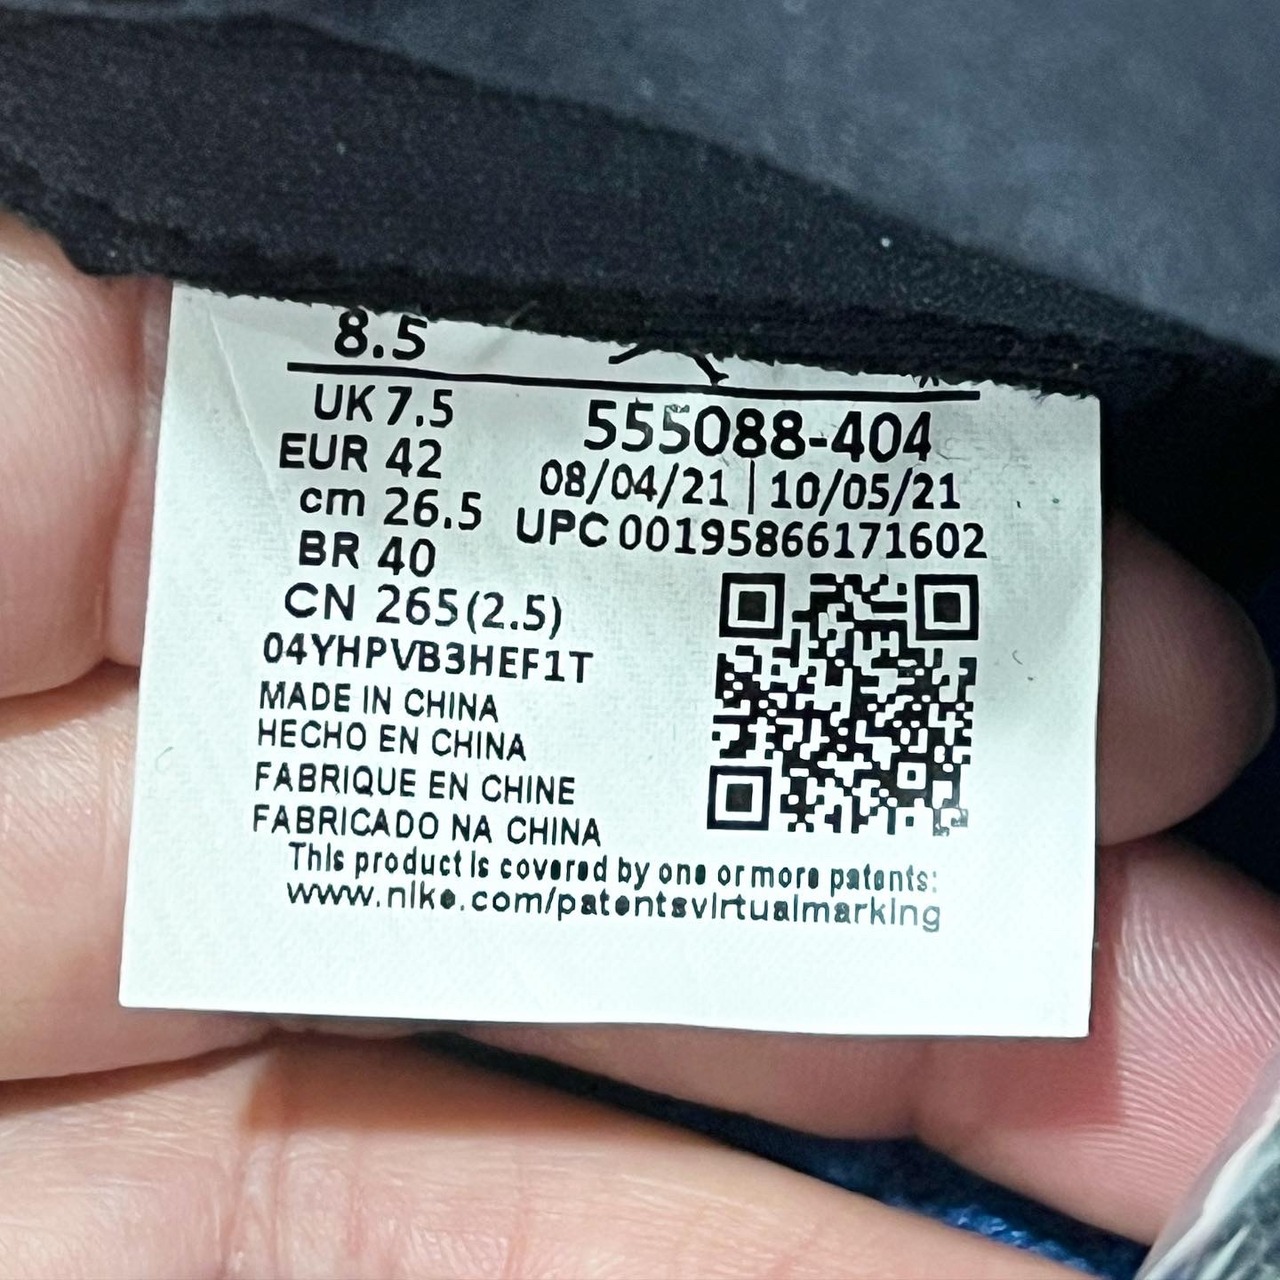 8.5
UK 7.5
EUR 42
cm 26.5
BR 40
CN 265(2.5)
04YHPVB3HEF1T
MADE IN CHINA
HECHO EN CHINA
FABRIQUE EN CHINE
FABRICADO NA CHINA
555088-404
08/04/21 | 10/05/21
UPC 00195866171602
This product is covered by one or more patents:
www.nike.com/patentsvirtualmarking